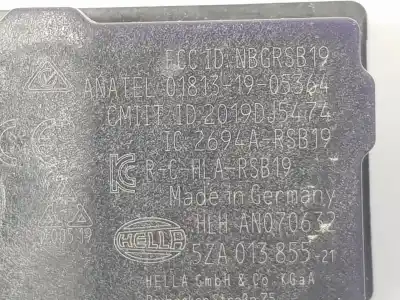 FCC ID: NBGRSB19
ANATEL 01813-19-05364
CMIIT ID:2019DJ5474
IC 2694A-RSB19
R-C-HLA-RSB19
Made in Germany
HLH AN070632
HELLA
5ZA 013 855-21
HELLA GmbH & Co. KGaA